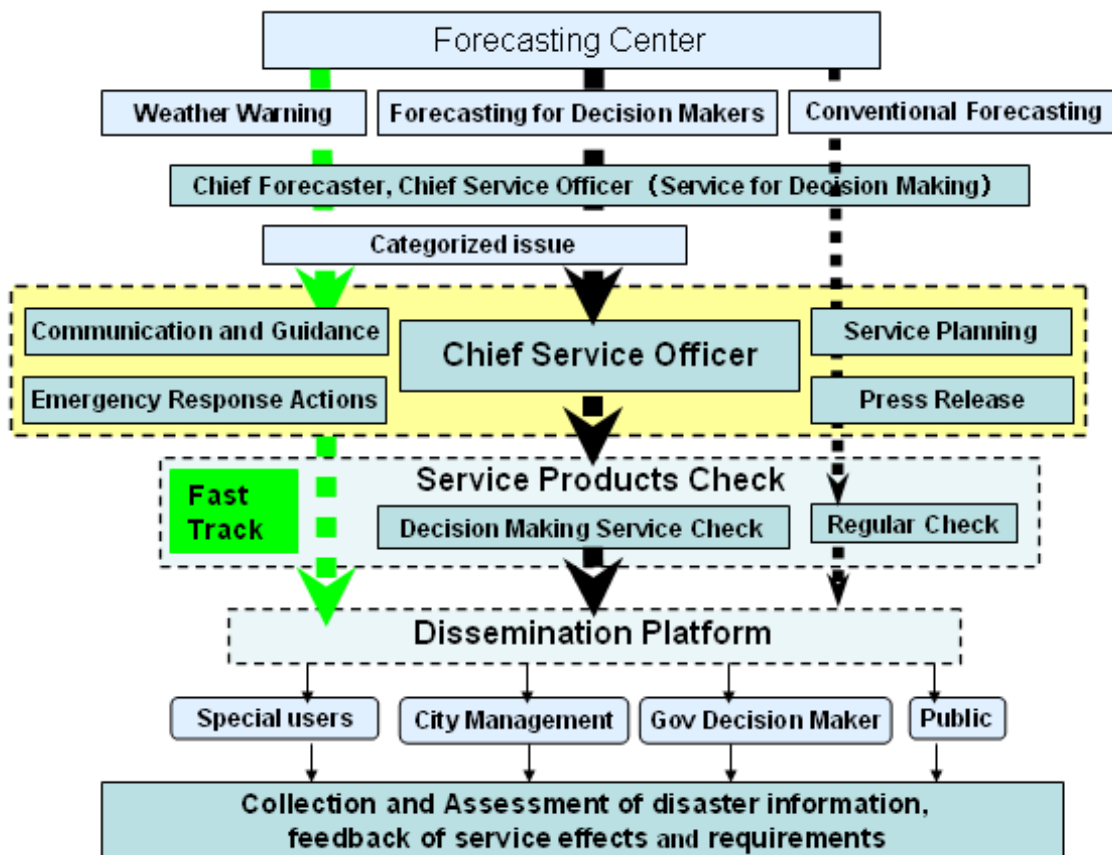 Forecasting Center
Weather Warning
Forecasting for Decision Makers
Conventional Forecasting
Chief Forecaster, Chief Service Officer（Service for Decision Making）
Categorized issue
Communication and Guidance
Chief Service Officer
Service Planning
Emergency Response Actions
Press Release
Service Products Check
Fast
Track
Decision Making Service Check
Regular Check
Dissemination Platform
Special users
City Management
Gov Decision Maker
Public
Collection and Assessment of disaster information,
feedback of service effects and requirements